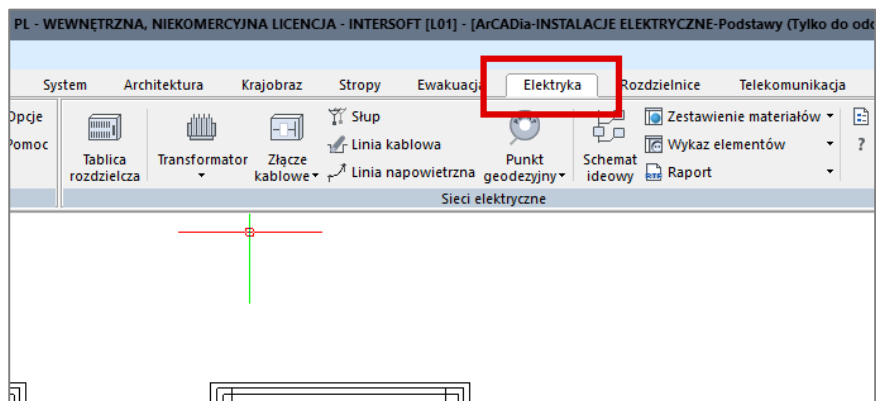 PL - WEWNĘTRZNA, NIEKOMERCYJNA LICENCJA - INTERSOFT [L01] - [ArCADia-INSTALACJE ELEKTRYCZNE-Podstawy (Tylko do
System Architektura Krajobraz Stropy Ewakuacja Elektryka Rozdzielnice Telekomunikacja
Opcje
Pomoc
Tablica
rozdzielcza
Transformator
Złącze
kablowe
Słup
Linia kablowa
Linia napowietrzna
Punkt
geodezyjny
Schemat
ideowy
Zestawienie materiałów
Wykaz elementów
RTF Raport
?
Sieci elektryczne